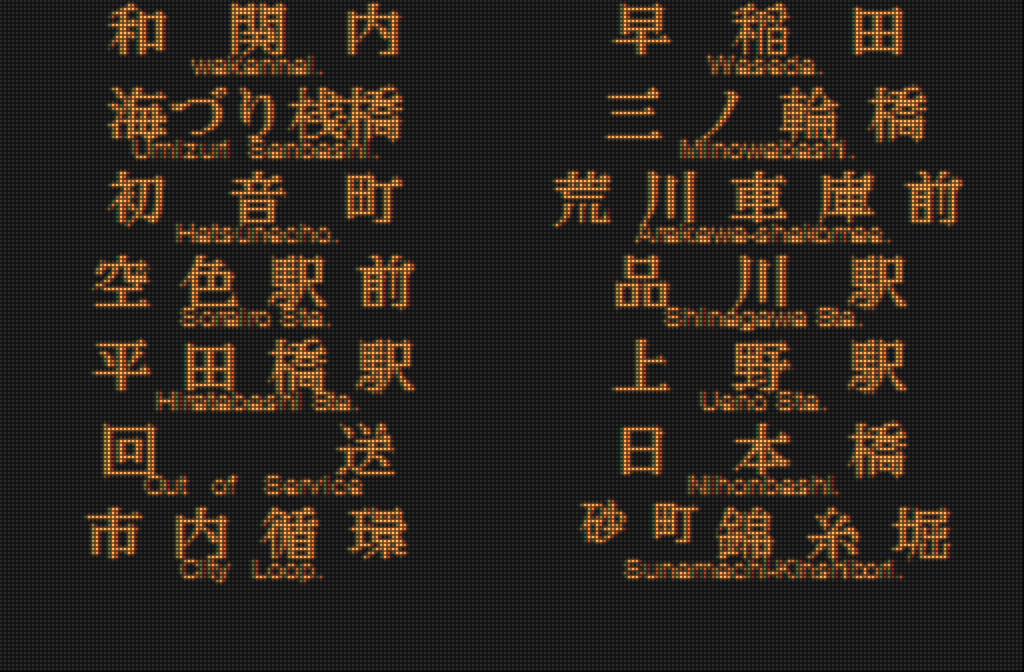 和関内
wakannai.
海づり桟橋
Umizuri Sanbashi.
初音町
Hatsunecho.
空色駅前
Sorairo Sta.
平田橋駅
Hiratabashi Sta.
回送
Out of Service
市内循環
City Loop.
早稲田
Waseda.
三ノ輪橋
Minowabashi.
荒川車庫前
Arakawa-shakomae.
品川駅
Shinagawa Sta.
上野駅
Ueno Sta.
日本橋
Nihonbashi.
砂町錦糸堀
Sunamachi-Kinshibori.